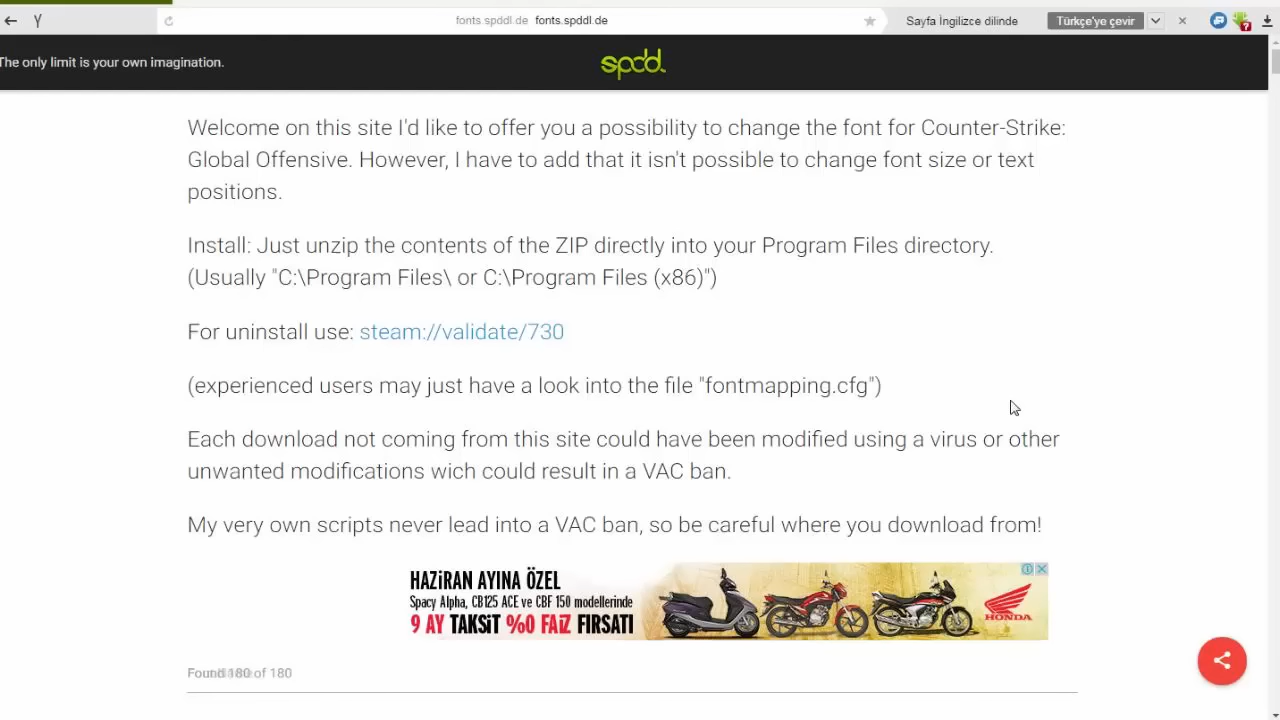 Y
fonts.spddl.de fonts.spddl.de
Sayfa İngilizce dilinde
Türkçe'ye çevir
The only limit is your own imagination.
spdd.
Welcome on this site I'd like to offer you a possibility to change the font for Counter-Strike:
Global Offensive. However, I have to add that it isn't possible to change font size or text
positions.
Install: Just unzip the contents of the ZIP directly into your Program Files directory.
(Usually "C:\Program Files\ or C:\Program Files (x86)")
For uninstall use: steam://validate/730
(experienced users may just have a look into the file "fontmapping.cfg")
Each download not coming from this site could have been modified using a virus or other
unwanted modifications wich could result in a VAC ban.
My very own scripts never lead into a VAC ban, so be careful where you download from!
HAZİRAN AYINA ÖZEL
Spacy Alpha, CB125 ACE ve CBF 150 modellerinde
9 AY TAKSİT %0 FAİZ FIRSATI
HONDA
Found 180 of 180